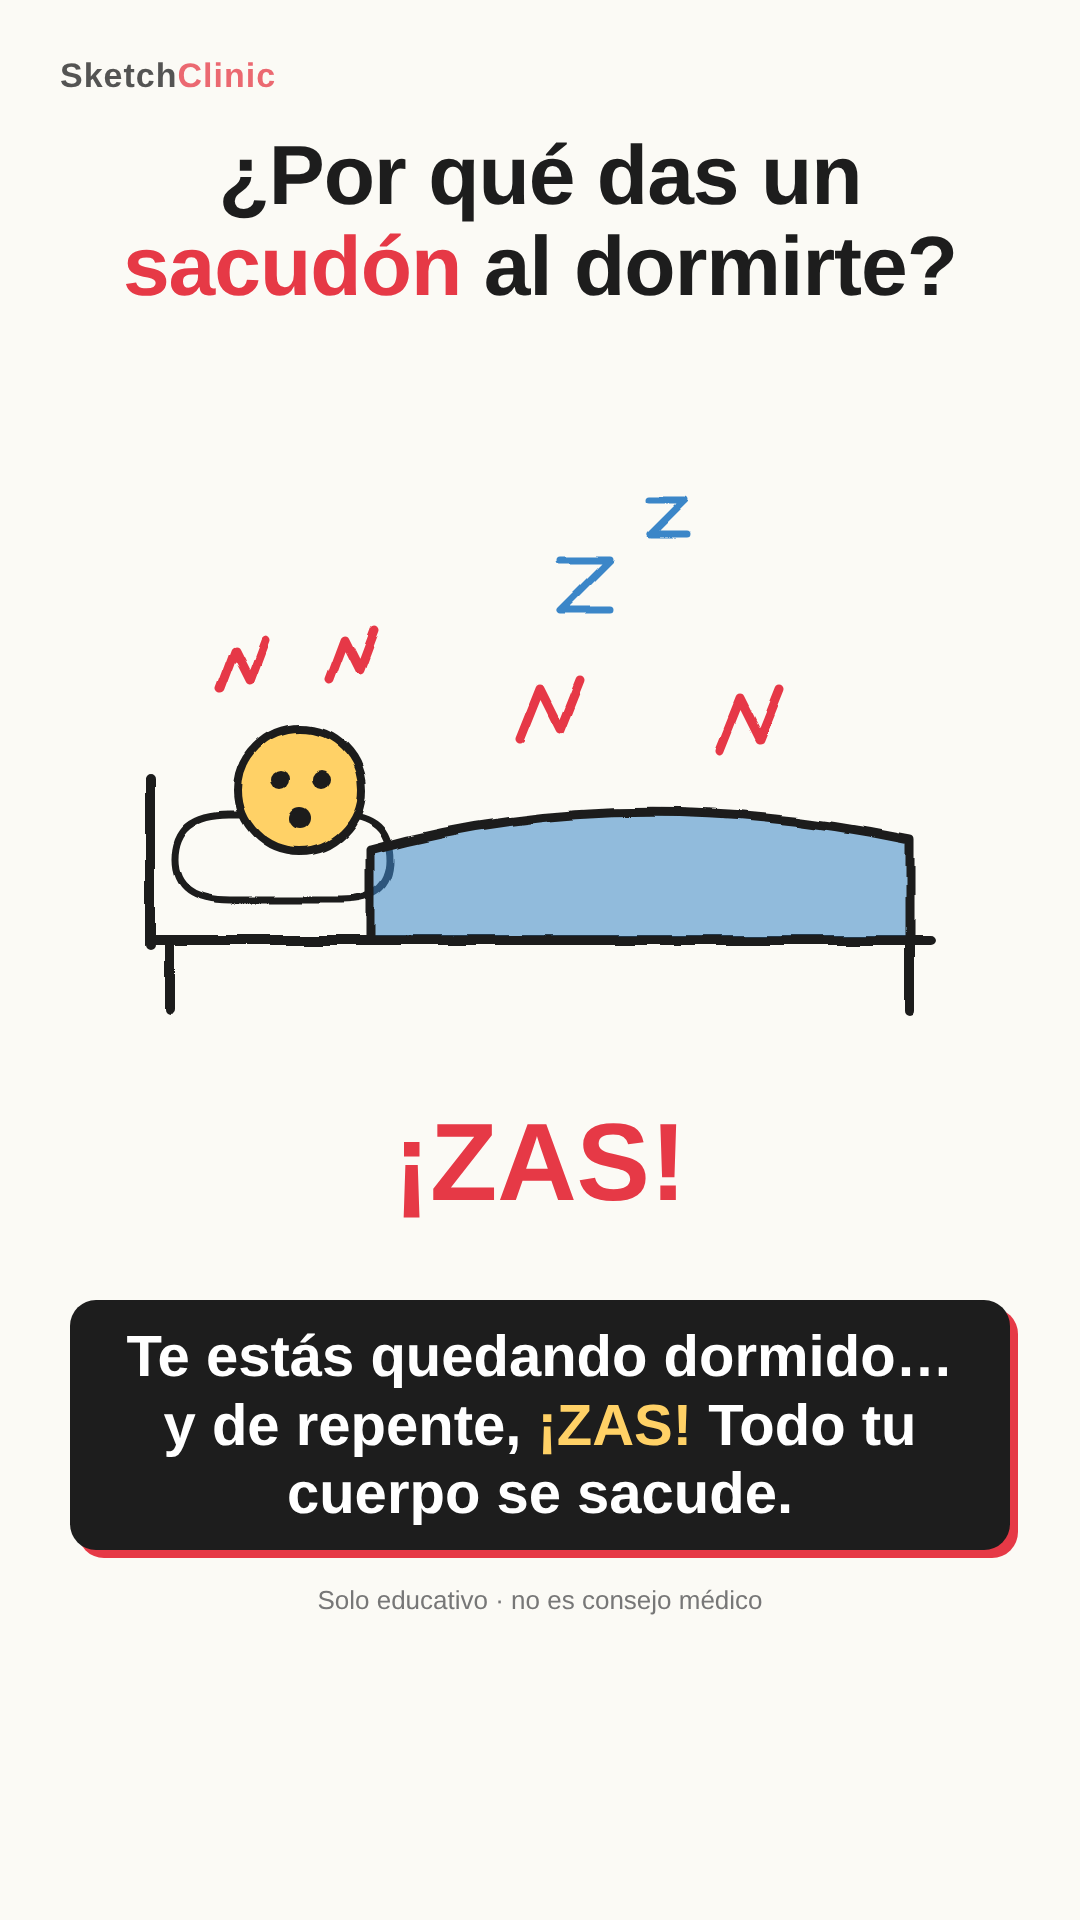 SketchClinic
¿Por qué das un
sacudón al dormirte?
Z
Z
¡ZAS!
Te estás quedando dormido…
y de repente, ¡ZAS! Todo tu
cuerpo se sacude.
Solo educativo · no es consejo médico